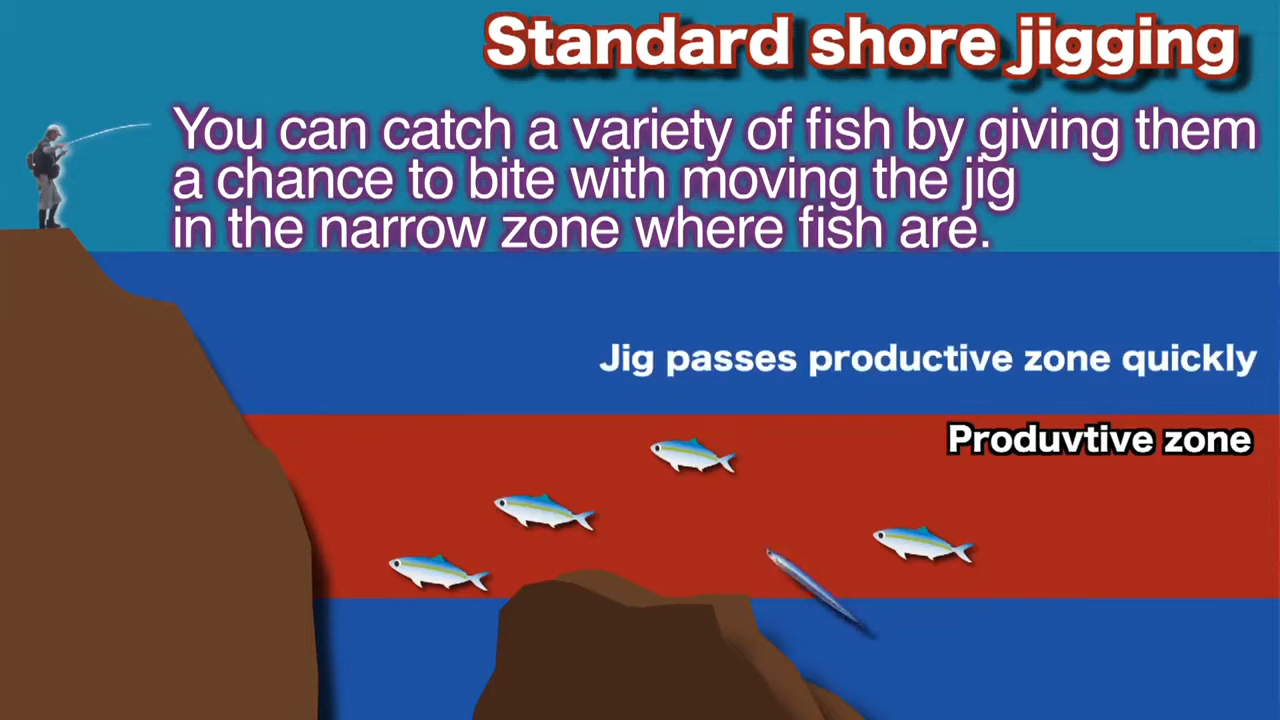 Standard shore jigging
You can catch a variety of fish by giving them
a chance to bite with moving the jig
in the narrow zone where fish are.
Jig passes productive zone quickly
Produvtive zone